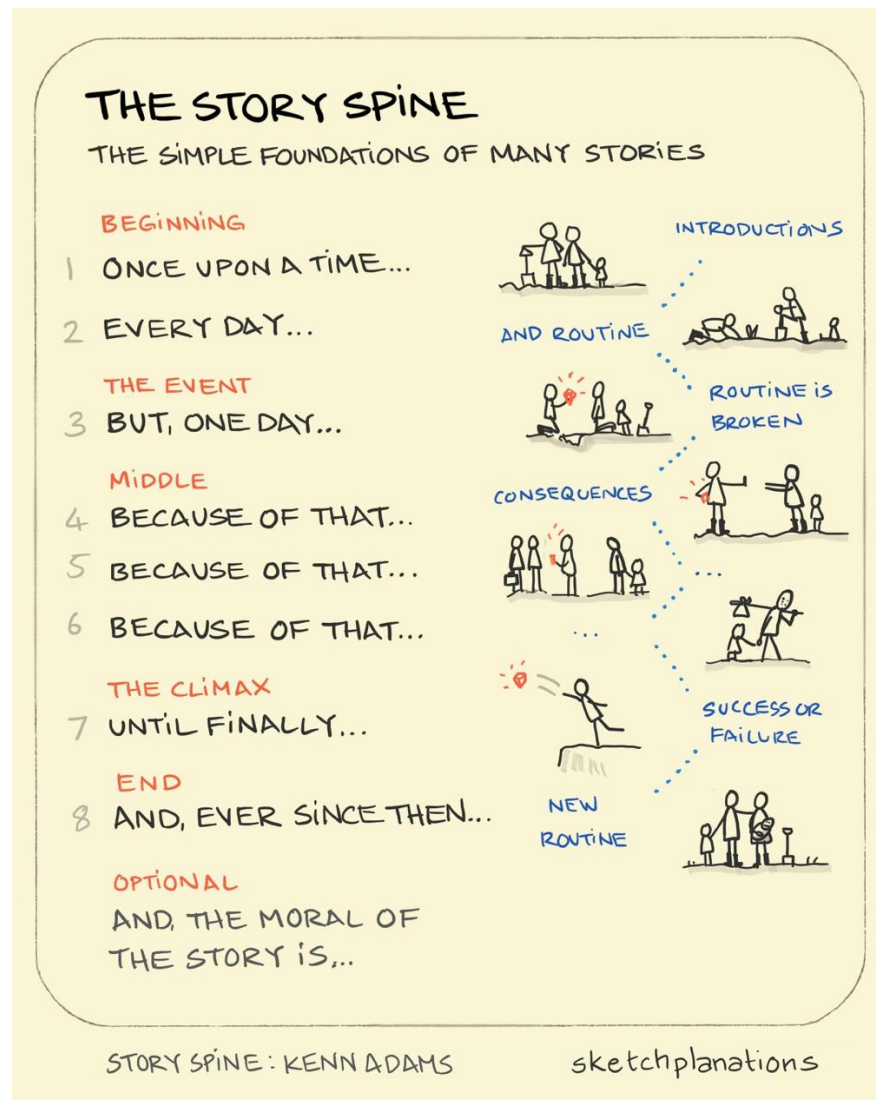 THE STORY SPINE
THE SIMPLE FOUNDATIONS OF MANY STORIES
BEGINNING
1 ONCE UPON A TIME...
2 EVERY DAY...
THE EVENT
3 BUT, ONE DAY...
MIDDLE
4 BECAUSE OF THAT...
5 BECAUSE OF THAT...
6 BECAUSE OF THAT...
THE CLIMAX
7 UNTIL FINALLY...
END
8 AND, EVER SINCE THEN...
OPTIONAL
AND, THE MORAL OF
THE STORY IS...
INTRODUCTIONS
AND ROUTINE
ROUTINE IS
BROKEN
CONSEQUENCES
...
...
SUCCESS OR
FAILURE
NEW
ROUTINE
STORY SPINE: KENN ADAMS
sketchplanations